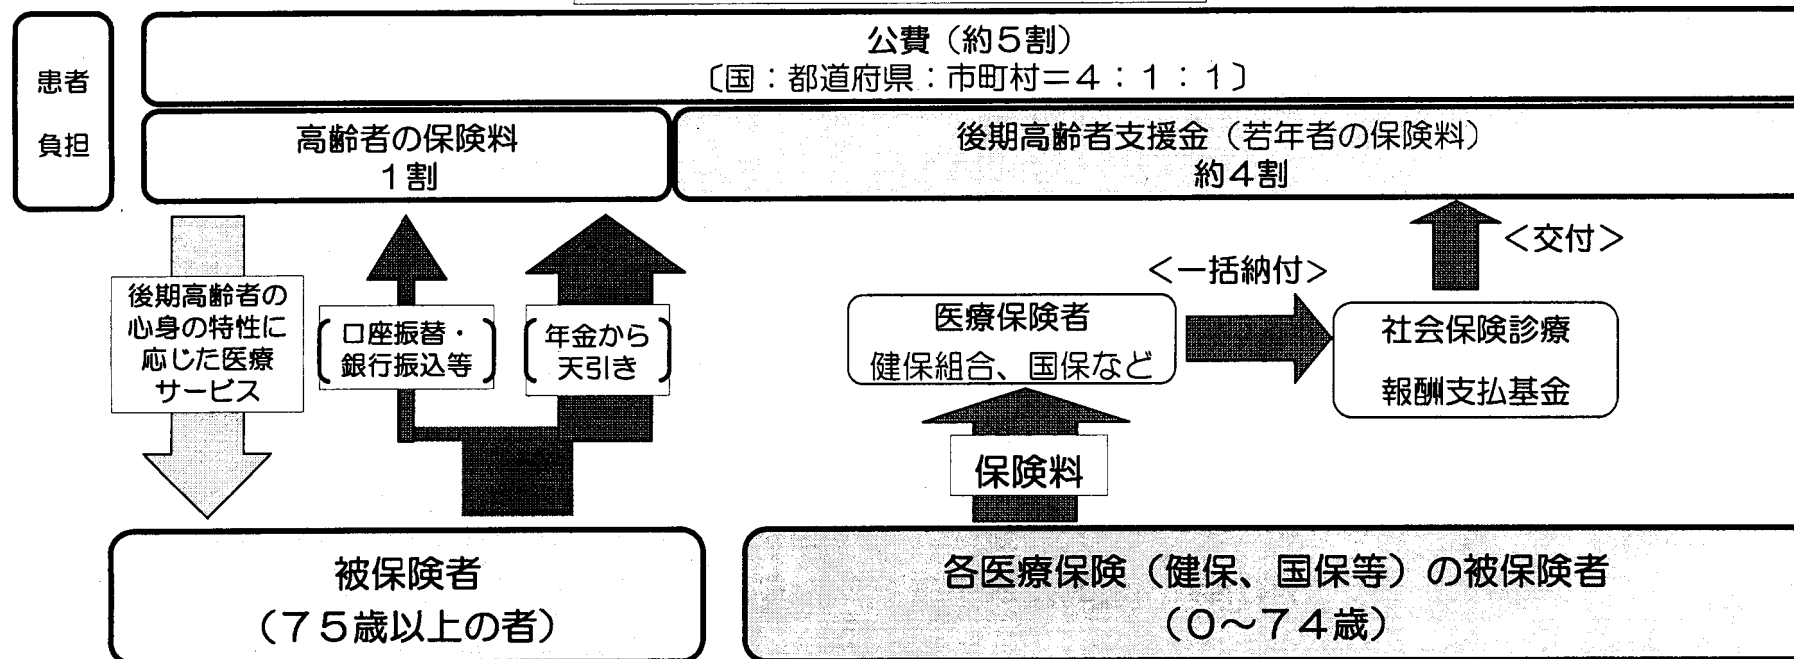 患者
負担
公費（約５割）
〔国：都道府県：市町村＝４：１：１〕
高齢者の保険料
１割
後期高齢者支援金（若年者の保険料）
約４割
後期高齢者の
心身の特性に
応じた医療
サービス
口座振替・
銀行振込等
年金から
天引き
医療保険者
健保組合、国保など
＜一括納付＞
＜交付＞
社会保険診療
報酬支払基金
保険料
被保険者
（７５歳以上の者）
各医療保険（健保、国保等）の被保険者
（０～７４歳）